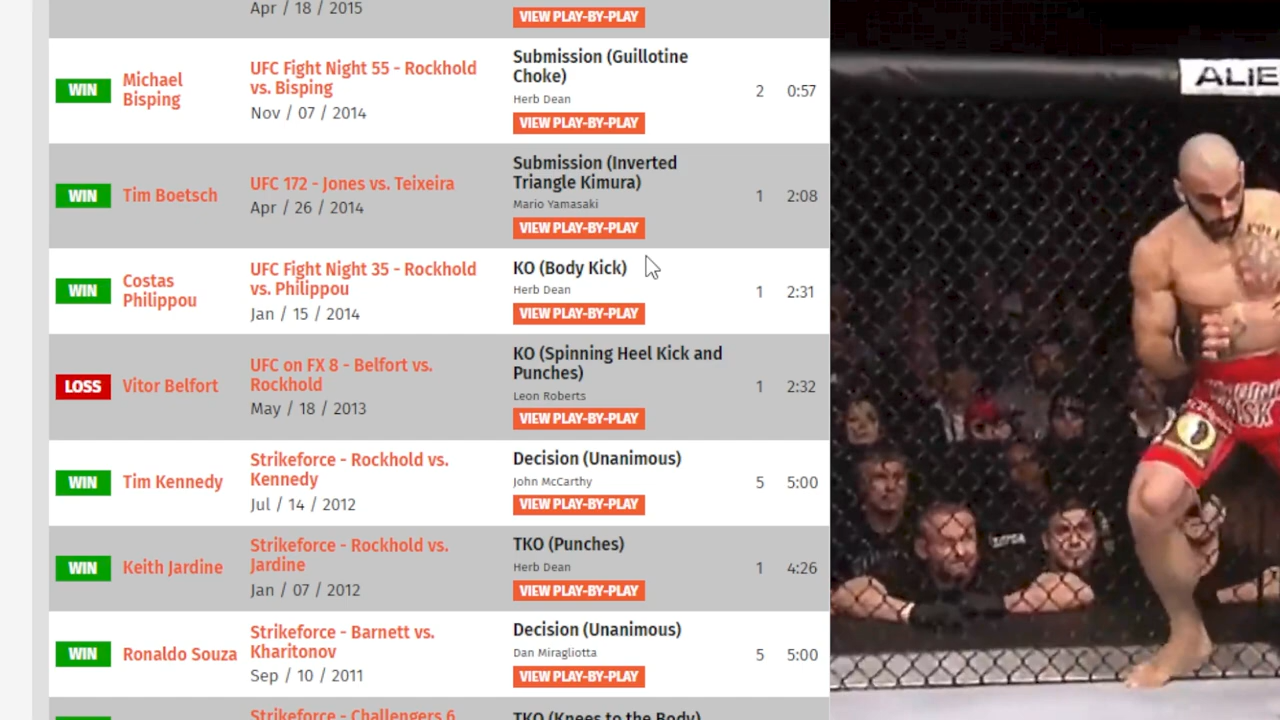 Apr / 18 / 2015
VIEW PLAY-BY-PLAY
WIN
Michael
Bisping
UFC Fight Night 55 - Rockhold
vs. Bisping
Nov / 07 / 2014
Submission (Guillotine
Choke)
Herb Dean
VIEW PLAY-BY-PLAY
2
0:57
WIN
Tim Boetsch
UFC 172 - Jones vs. Teixeira
Apr / 26 / 2014
Submission (Inverted
Triangle Kimura)
Mario Yamasaki
VIEW PLAY-BY-PLAY
1
2:08
WIN
Costas
Philippou
UFC Fight Night 35 - Rockhold
vs. Philippou
Jan / 15 / 2014
KO (Body Kick)
Herb Dean
VIEW PLAY-BY-PLAY
1
2:31
LOSS
Vitor Belfort
UFC on FX 8 - Belfort vs.
Rockhold
May / 18 / 2013
KO (Spinning Heel Kick and
Punches)
Leon Roberts
VIEW PLAY-BY-PLAY
1
2:32
WIN
Tim Kennedy
Strikeforce - Rockhold vs.
Kennedy
Jul / 14 / 2012
Decision (Unanimous)
John McCarthy
VIEW PLAY-BY-PLAY
5
5:00
WIN
Keith Jardine
Strikeforce - Rockhold vs.
Jardine
Jan / 07 / 2012
TKO (Punches)
Herb Dean
VIEW PLAY-BY-PLAY
1
4:26
WIN
Ronaldo Souza
Strikeforce - Barnett vs.
Kharitonov
Sep / 10 / 2011
Decision (Unanimous)
Dan Miragliotta
VIEW PLAY-BY-PLAY
5
5:00
Strikeforce - Challengers 6
TKO (Knees to the Body)
ALIE